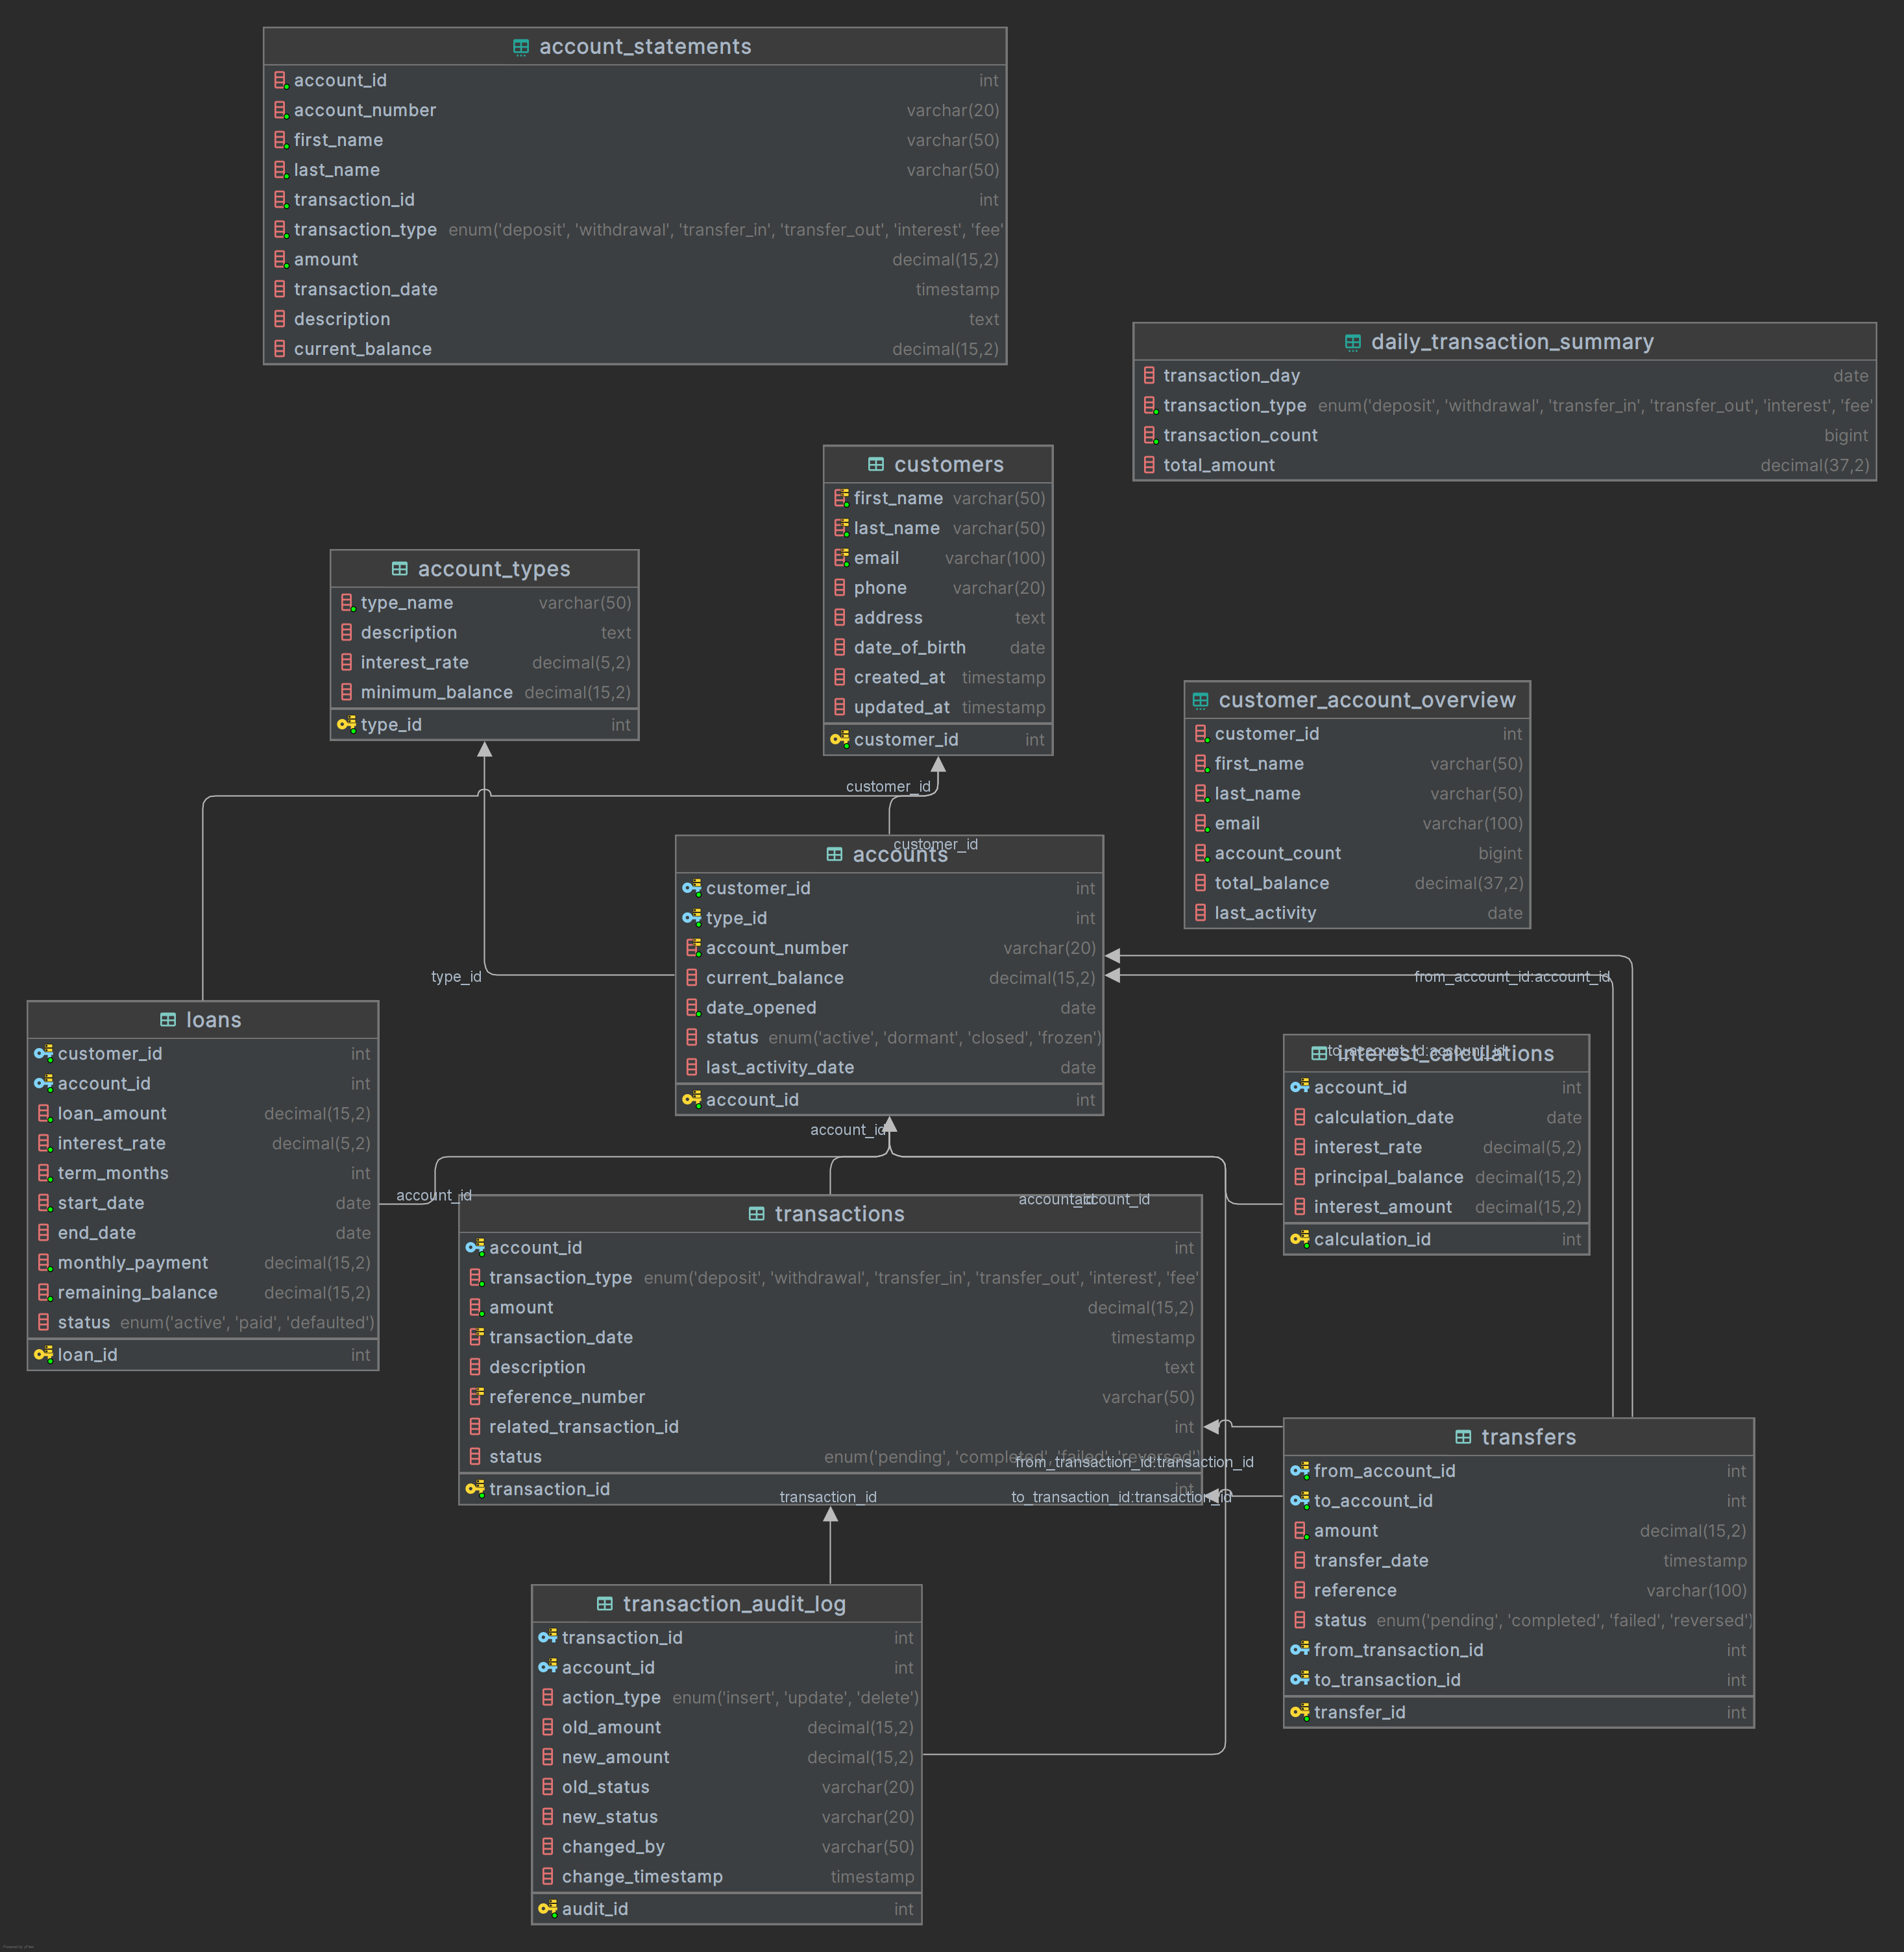 account_statements
account_id int
account_number varchar(20)
first_name varchar(50)
last_name varchar(50)
transaction_id int
transaction_type enum('deposit', 'withdrawal', 'transfer_in', 'transfer_out', 'interest', 'fee'
amount decimal(15,2)
transaction_date timestamp
description text
current_balance decimal(15,2)
daily_transaction_summary
transaction_day date
transaction_type enum('deposit', 'withdrawal', 'transfer_in', 'transfer_out', 'interest', 'fee'
transaction_count bigint
total_amount decimal(37,2)
customers
first_name varchar(50)
last_name varchar(50)
email varchar(100)
phone varchar(20)
address text
date_of_birth date
created_at timestamp
updated_at timestamp
customer_id int
account_types
type_name varchar(50)
description text
interest_rate decimal(5,2)
minimum_balance decimal(15,2)
type_id int
customer_account_overview
customer_id int
first_name varchar(50)
last_name varchar(50)
email varchar(100)
account_count bigint
total_balance decimal(37,2)
last_activity date
customer_id
customer_id
accounts
customer_id int
type_id int
account_number varchar(20)
current_balance decimal(15,2)
date_opened date
status enum('active', 'dormant', 'closed', 'frozen')
last_activity_date date
account_id int
type_id
from_account_id:account_id
loans
customer_id int
account_id int
loan_amount decimal(15,2)
interest_rate decimal(5,2)
term_months int
start_date date
end_date date
monthly_payment decimal(15,2)
remaining_balance decimal(15,2)
status enum('active', 'paid', 'defaulted')
loan_id int
to_account_id:account_id
interest_calculations
account_id int
calculation_date date
interest_rate decimal(5,2)
principal_balance decimal(15,2)
interest_amount decimal(15,2)
calculation_id int
account_id
account_id
account_id
account_id
transactions
account_id int
transaction_type enum('deposit', 'withdrawal', 'transfer_in', 'transfer_out', 'interest', 'fee'
amount decimal(15,2)
transaction_date timestamp
description text
reference_number varchar(50)
related_transaction_id int
status enum('pending', 'completed', 'failed', 'reversed')
from_transaction_id:transaction_id
transaction_id int
transaction_id
to_transaction_id:transaction_id
transfers
from_account_id int
to_account_id int
amount decimal(15,2)
transfer_date timestamp
reference varchar(100)
status enum('pending', 'completed', 'failed', 'reversed')
from_transaction_id int
to_transaction_id int
transfer_id int
transaction_audit_log
transaction_id int
account_id int
action_type enum('insert', 'update', 'delete')
old_amount decimal(15,2)
new_amount decimal(15,2)
old_status varchar(20)
new_status varchar(20)
changed_by varchar(50)
change_timestamp timestamp
audit_id int